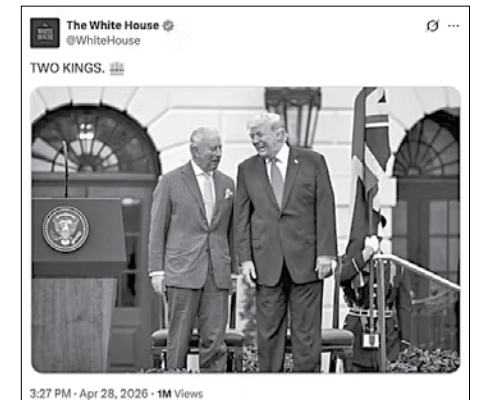 The White House
@WhiteHouse
TWO KINGS. 👑
3:27 PM · Apr 28, 2026 · 1M Views